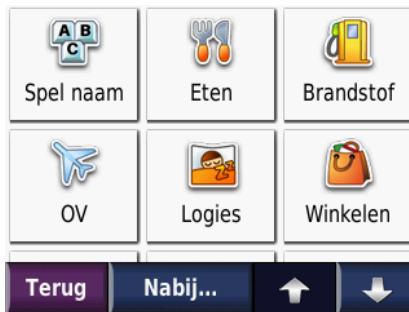 A B
C
Spel naam
Eten
Brandstof
OV
Logies
Winkelen
Terug
Nabij...